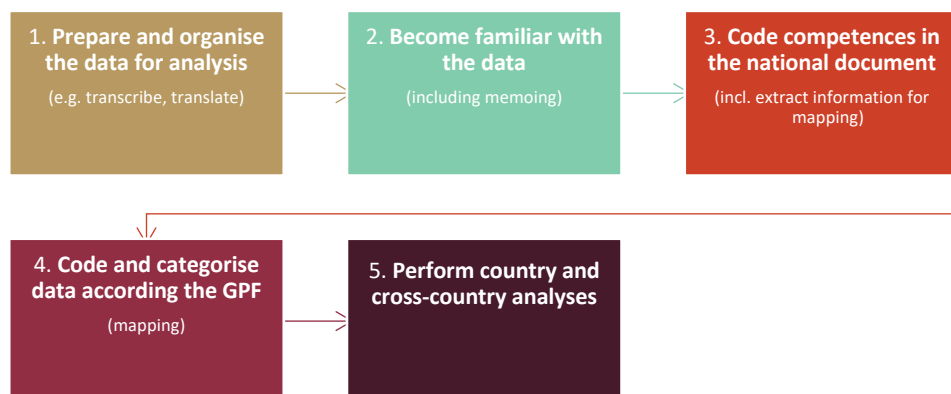 1. Prepare and organise
the data for analysis
(e.g. transcribe, translate)
2. Become familiar with
the data
(including memoing)
3. Code competences in
the national document
(incl. extract information for
mapping)
4. Code and categorise
data according the GPF
(mapping)
5. Perform country and
cross-country analyses